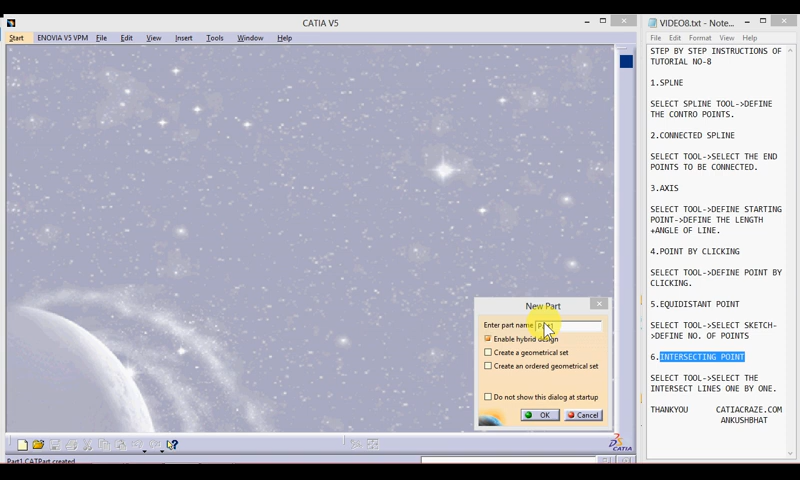 CATIA V5
Start ENOVIA V5 VPM File Edit View Insert Tools Window Help
New Part
Enter part name
Enable hybrid design
Create a geometrical set
Create an ordered geometrical set
Do not show this dialog at startup
OK Cancel
CATIA
Part1.CATPart created
VIDEO8.txt - Note...
File Edit Format View Help
STEP BY STEP INSTRUCTIONS OF
TUTORIAL NO-8
1.SPLNE
SELECT SPLINE TOOL->DEFINE
THE CONTRO POINTS.
2.CONNECTED SPLINE
SELECT TOOL->SELECT THE END
POINTS TO BE CONNECTED.
3.AXIS
SELECT TOOL->DEFINE STARTING
POINT->DEFINE THE LENGTH
+ANGLE OF LINE.
4.POINT BY CLICKING
SELECT TOOL->DEFINE POINT BY
CLICKING.
5.EQUIDISTANT POINT
SELECT TOOL->SELECT SKETCH-
>DEFINE NO. OF POINTS
6.INTERSECTING POINT
SELECT TOOL->SELECT THE
INTERSECT LINES ONE BY ONE.
THANKYOU CATIACRAZE.COM
ANKUSHBHAT